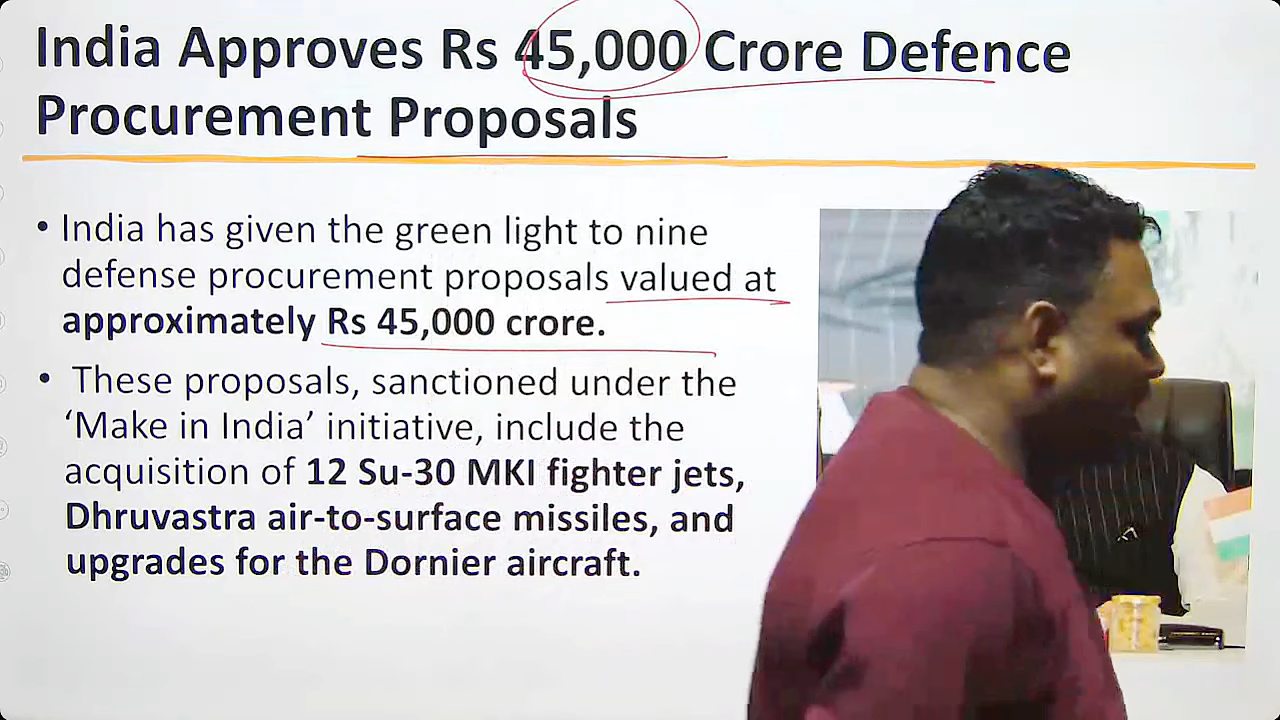 India Approves Rs 45,000 Crore Defence
Procurement Proposals
• India has given the green light to nine
defense procurement proposals valued at
approximately Rs 45,000 crore.
• These proposals, sanctioned under the
‘Make in India’ initiative, include the
acquisition of 12 Su-30 MKI fighter jets,
Dhruvastra air-to-surface missiles, and
upgrades for the Dornier aircraft.